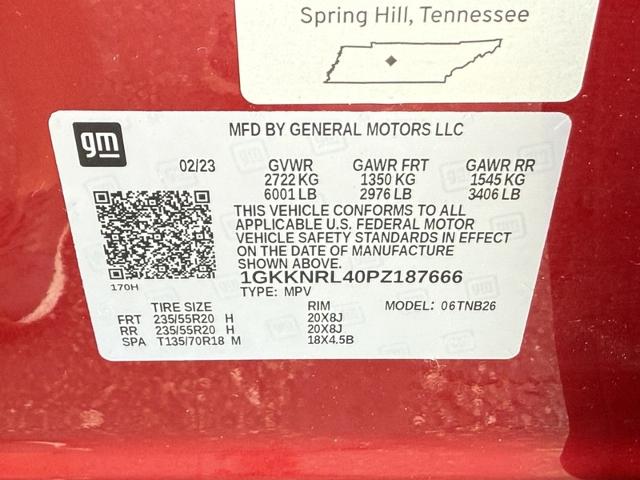 Spring Hill, Tennessee
gm
MFD BY GENERAL MOTORS LLC
02/23 GVWR GAWR FRT GAWR RR
2722 KG 1350 KG 1545 KG
6001 LB 2976 LB 3406 LB
THIS VEHICLE CONFORMS TO ALL
APPLICABLE U.S. FEDERAL MOTOR
VEHICLE SAFETY STANDARDS IN EFFECT
ON THE DATE OF MANUFACTURE
SHOWN ABOVE.
1GKKNRL40PZ187666
170H
TYPE: MPV
TIRE SIZE RIM MODEL: 06TNB26
FRT 235/55R20 H 20X8J
RR 235/55R20 H 20X8J
SPA T135/70R18 M 18X4.5B